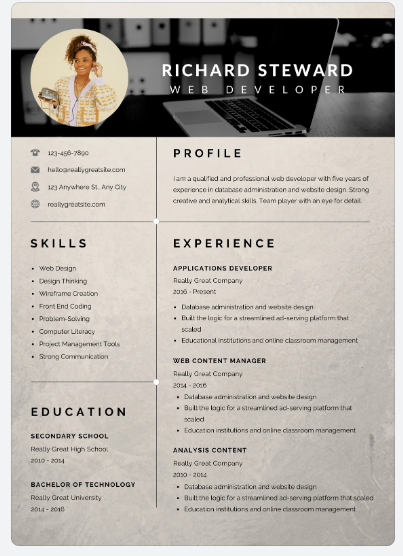 RICHARD STEWARD
WEB DEVELOPER
123-456-7890
hello@reallygreatsite.com
123 Anywhere St., Any City
reallygreatsite.com
PROFILE
I am a qualified and professional web developer with five years of
experience in database administration and website design. Strong
creative and analytical skills. Team player with an eye for detail.
SKILLS
• Web Design
• Design Thinking
• Wireframe Creation
• Front End Coding
• Problem-Solving
• Computer Literacy
• Project Management Tools
• Strong Communication
EDUCATION
SECONDARY SCHOOL
Really Great High School
2010 - 2014
BACHELOR OF TECHNOLOGY
Really Great University
2014 - 2016
EXPERIENCE
APPLICATIONS DEVELOPER
Really Great Company
2016 - Present
• Database administration and website design
• Built the logic for a streamlined ad-serving platform that
scaled
• Educational institutions and online classroom management
WEB CONTENT MANAGER
Really Great Company
2014 - 2016
• Database administration and website design
• Built the logic for a streamlined ad-serving platform that
scaled
• Education institutions and online classroom management
ANALYSIS CONTENT
Really Great Company
2010 - 2014
• Database administration and website design
• Built the logic for a streamlined ad-serving platform that scaled
• Education institutions and online classroom management